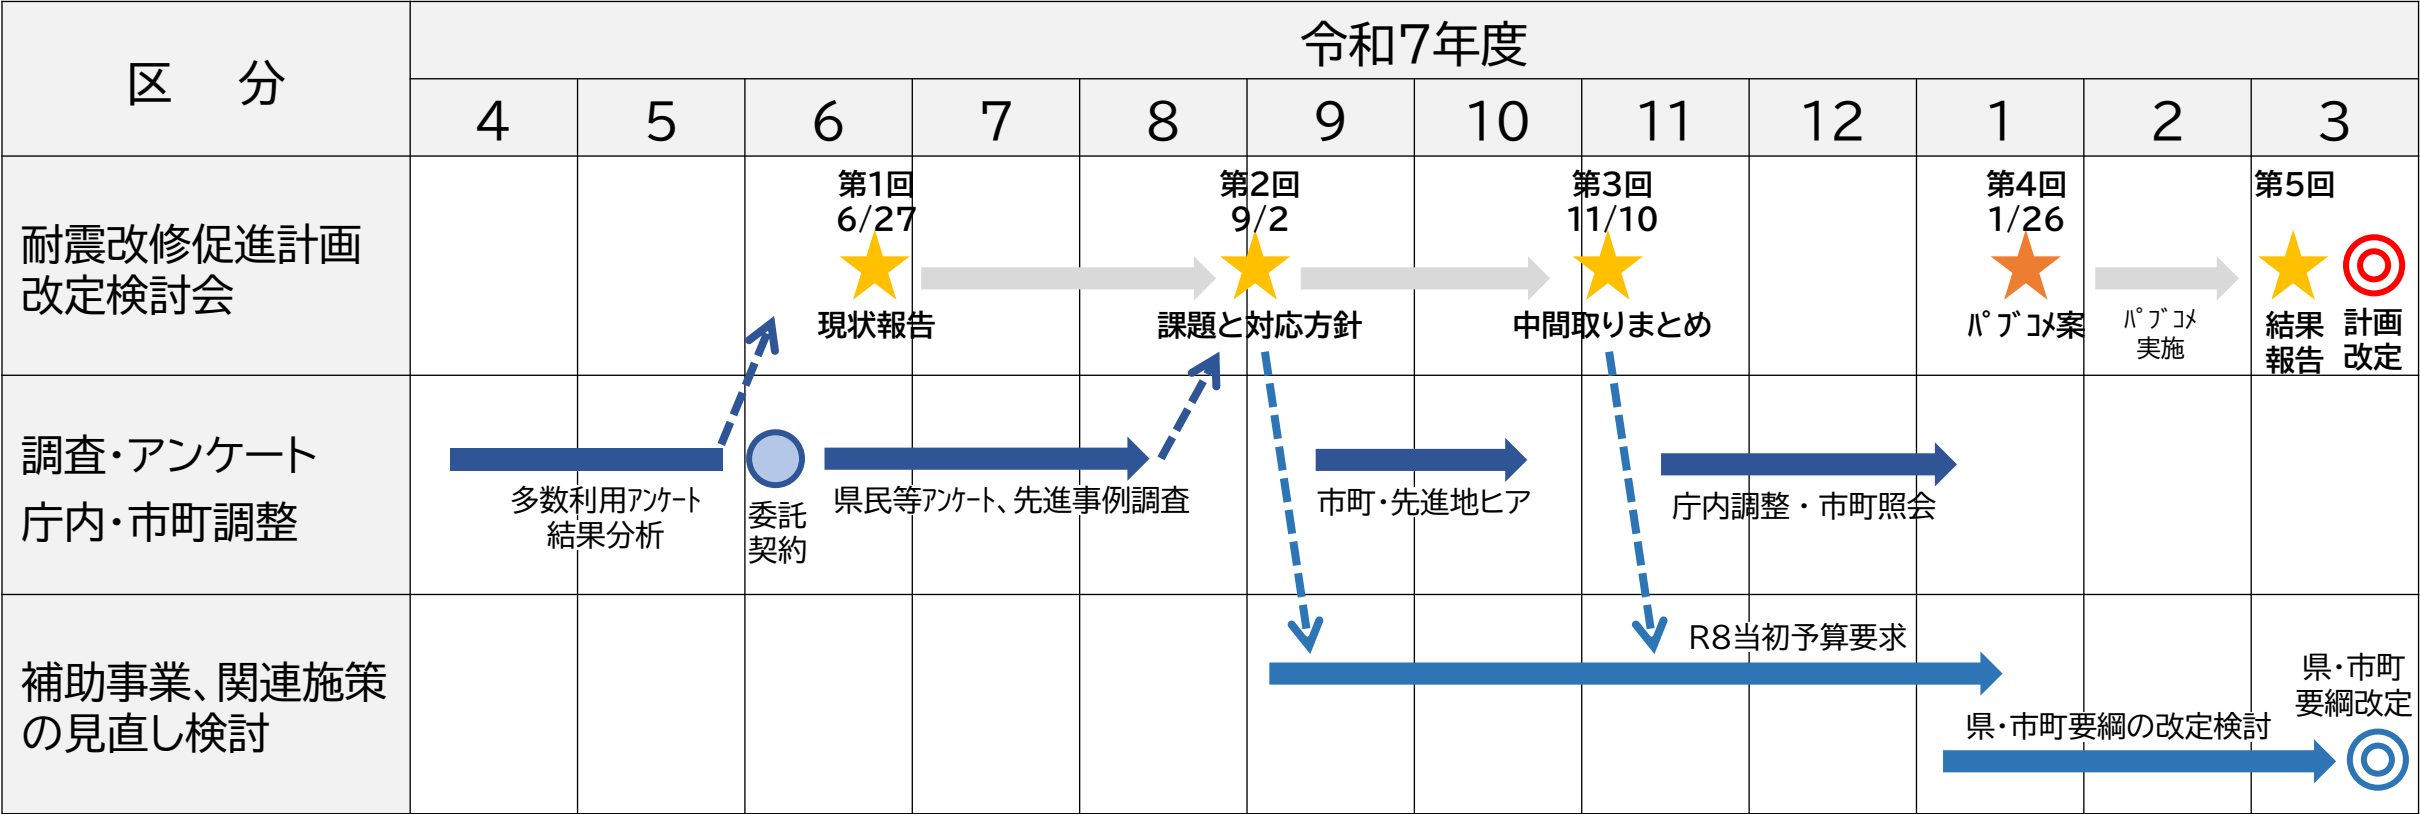 区 分
令和7年度
4 5 6 7 8 9 10 11 12 1 2 3
耐震改修促進計画
改定検討会
第1回
6/27
現状報告
第2回
9/2
課題と対応方針
第3回
11/10
中間取りまとめ
第4回
1/26
ﾊﾟﾌﾞｺﾒ案
ﾊﾟﾌﾞｺﾒ
実施
第5回
結果
報告
計画
改定
調査・アンケート
庁内・市町調整
多数利用ｱﾝｹｰﾄ
結果分析
委託
契約
県民等ｱﾝｹｰﾄ、先進事例調査
市町・先進地ヒア
庁内調整・市町照会
補助事業、関連施策
の見直し検討
R8当初予算要求
県・市町要綱の改定検討
県・市町
要綱改定